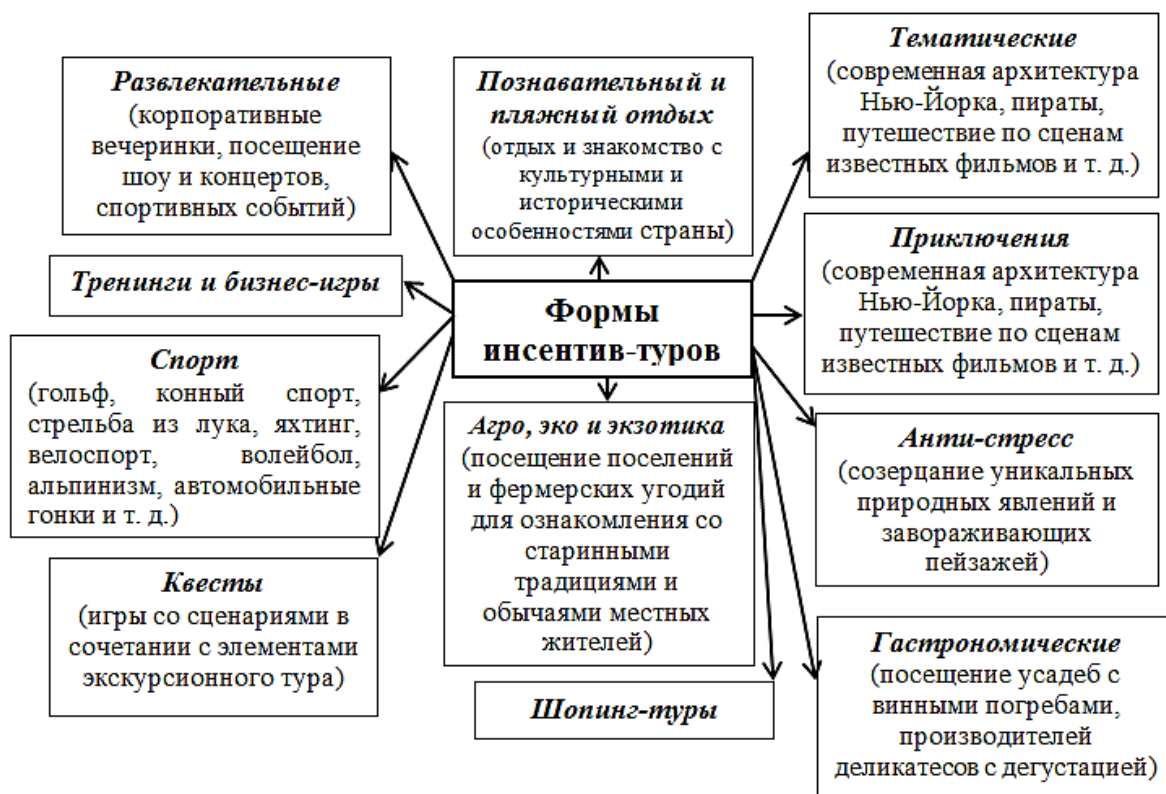 Развлекательные
(корпоративные
вечеринки, посещение
шоу и концертов,
спортивных событий)
Познавательный и
пляжный отдых
(отдых и знакомство с
культурными и
историческими
особенностями страны)
Тематические
(современная архитектура
Нью-Йорка, пираты,
путешествие по сценам
известных фильмов и т. д.)
Тренинги и бизнес-игры
Формы
инсентив-туров
Приключения
(современная архитектура
Нью-Йорка, пираты,
путешествие по сценам
известных фильмов и т. д.)
Спорт
(гольф, конный спорт,
стрельба из лука, яхтинг,
велоспорт, волейбол,
альпинизм, автомобильные
гонки и т. д.)
Агро, эко и экзотика
(посещение поселений
и фермерских угодий
для ознакомления со
старинными
традициями и
обычаями местных
жителей)
Анти-стресс
(созерцание уникальных
природных явлений и
завораживающих
пейзажей)
Квесты
(игры со сценариями в
сочетании с элементами
экскурсионного тура)
Шопинг-туры
Гастрономические
(посещение усадеб с
винными погребами,
производителей
деликатесов с дегустацией)